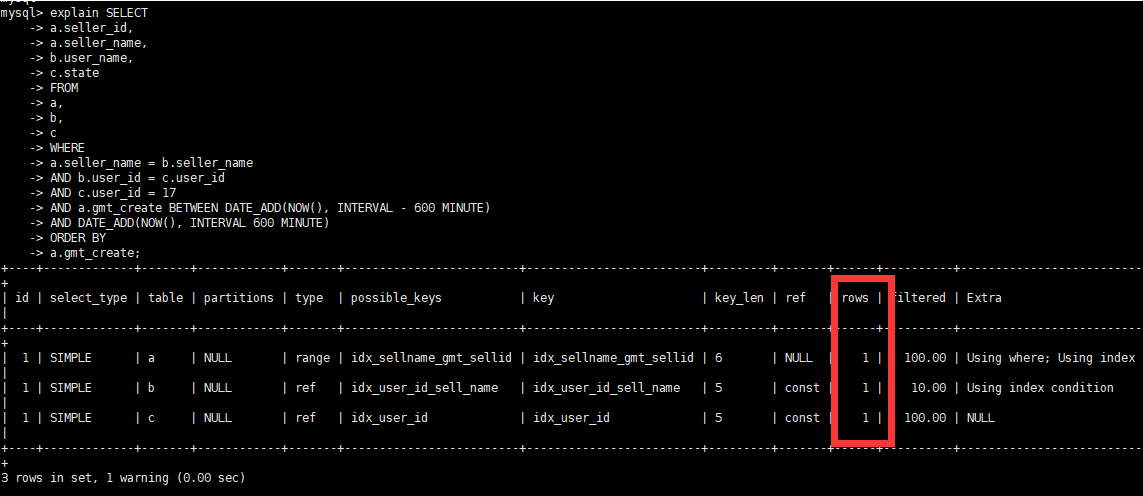 mysql> explain SELECT
-> a.seller_id,
-> a.seller_name,
-> b.user_name,
-> c.state
-> FROM
-> a,
-> b,
-> c
-> WHERE
-> a.seller_name = b.seller_name
-> AND b.user_id = c.user_id
-> AND c.user_id = 17
-> AND a.gmt_create BETWEEN DATE_ADD(NOW(), INTERVAL - 600 MINUTE)
-> AND DATE_ADD(NOW(), INTERVAL 600 MINUTE)
-> ORDER BY
-> a.gmt_create;
+----+-------------+-------+------------+-------+------------------------+------------------------+---------+-------+------+----------+-------------------------
+
| id | select_type | table | partitions | type | possible_keys | key | key_len | ref | rows | filtered | Extra
|
+----+-------------+-------+------------+-------+------------------------+------------------------+---------+-------+------+----------+-------------------------
+
| 1 | SIMPLE | a | NULL | range | idx_sellname_gmt_sellid | idx_sellname_gmt_sellid | 6 | NULL | 1 | 100.00 | Using where; Using index
|
| 1 | SIMPLE | b | NULL | ref | idx_user_id_sell_name | idx_user_id_sell_name | 5 | const | 1 | 10.00 | Using index condition
|
| 1 | SIMPLE | c | NULL | ref | idx_user_id | idx_user_id | 5 | const | 1 | 100.00 | NULL
|
+----+-------------+-------+------------+-------+------------------------+------------------------+---------+-------+------+----------+-------------------------
+
3 rows in set, 1 warning (0.00 sec)